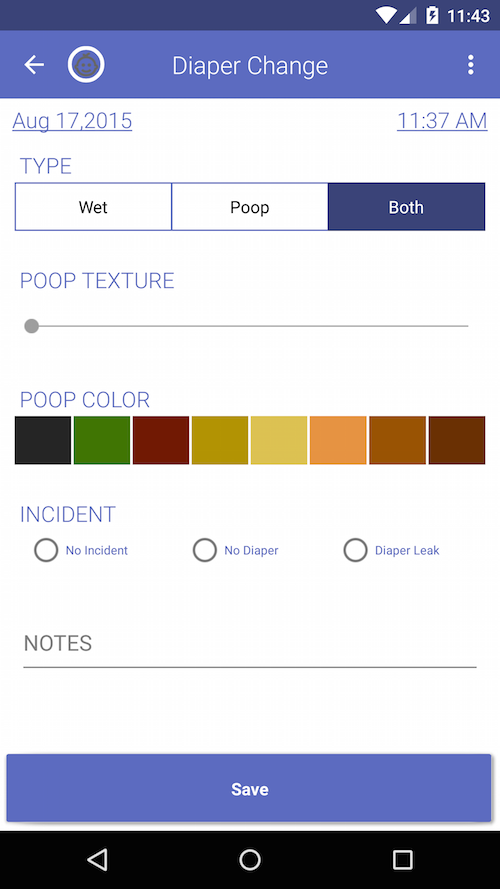 11:43
Diaper Change
Aug 17,2015 11:37 AM
TYPE
Wet Poop Both
POOP TEXTURE
POOP COLOR
INCIDENT
No Incident No Diaper Diaper Leak
NOTES
Save